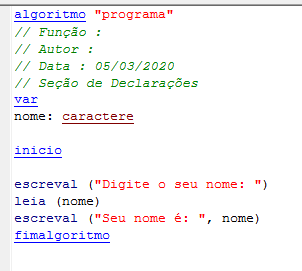 algoritmo "programa"
// Função :
// Autor :
// Data : 05/03/2020
// Seção de Declarações
var
nome: caractere
inicio
escreval ("Digite o seu nome: ")
leia (nome)
escreval ("Seu nome é: ", nome)
fimalgoritmo